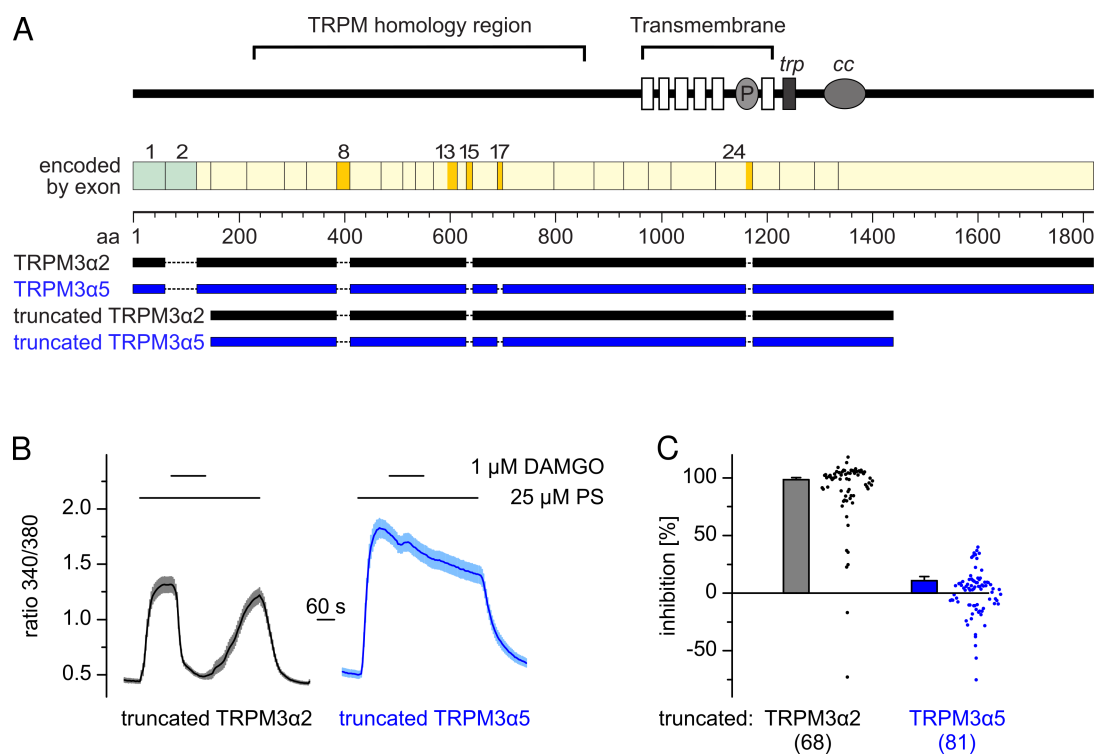 A
TRPM homology region
Transmembrane
trp
cc
P
encoded by exon
1 2 8 13 15 17 24
aa
1 200 400 600 800 1000 1200 1400 1600 1800
TRPM3α2
TRPM3α5
truncated TRPM3α2
truncated TRPM3α5
B
1 µM DAMGO
25 µM PS
ratio 340/380
2.0
1.5
1.0
0.5
60 s
truncated TRPM3α2
truncated TRPM3α5
C
inhibition [%]
100
50
0
-50
truncated: TRPM3α2 TRPM3α5
(68) (81)